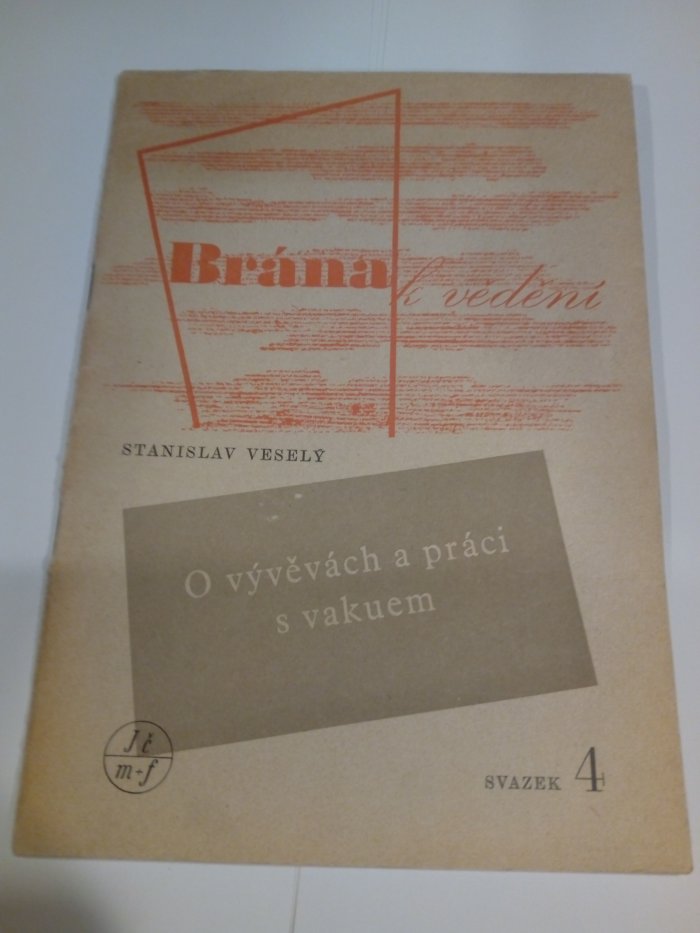 Brána k vědění
STANISLAV VESELÝ
O vývěvách a práci
s vakuem
Jč
m+f
SVAZEK 4